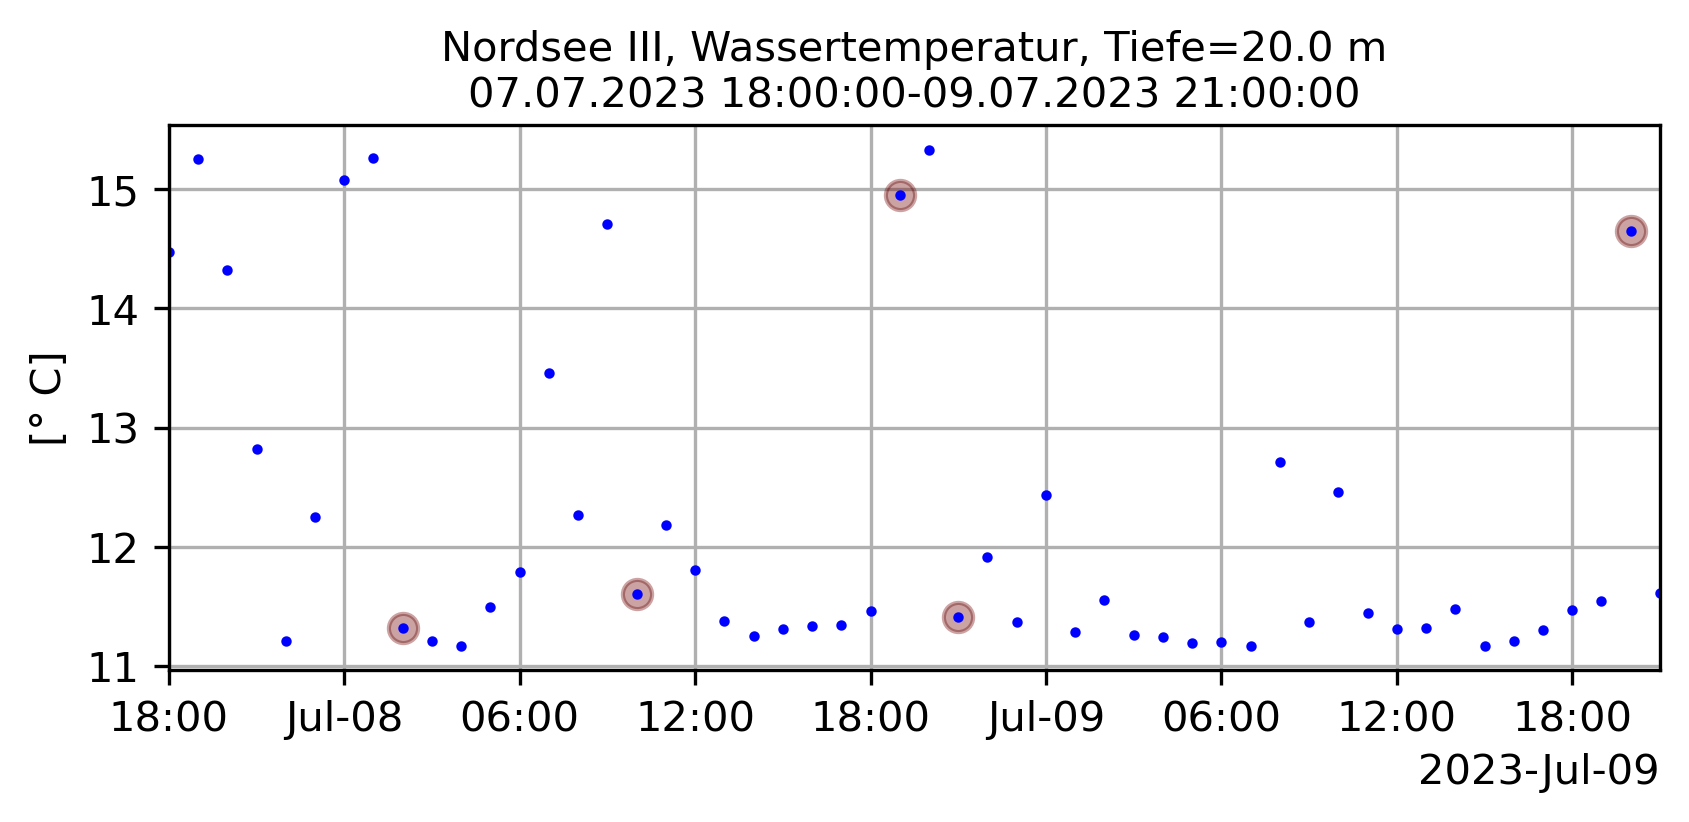 Nordsee III, Wassertemperatur, Tiefe=20.0 m
07.07.2023 18:00:00-09.07.2023 21:00:00
[° C]
15
14
13
12
11
18:00 Jul-08 06:00 12:00 18:00 Jul-09 06:00 12:00 18:00
2023-Jul-09